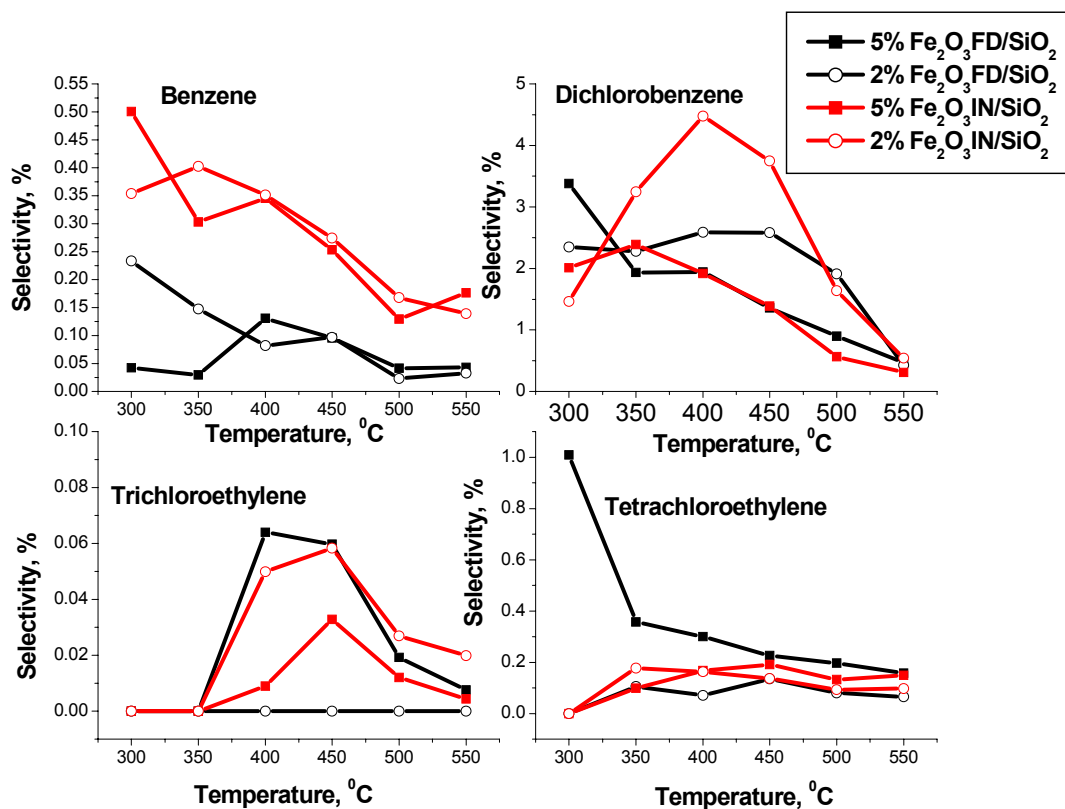 5% Fe₂O₃FD/SiO₂
2% Fe₂O₃FD/SiO₂
5% Fe₂O₃IN/SiO₂
2% Fe₂O₃IN/SiO₂
Benzene
Selectivity, %
0.55
0.50
0.45
0.40
0.35
0.30
0.25
0.20
0.15
0.10
0.05
0.00
300 350 400 450 500 550
Temperature, ⁰C
Dichlorobenzene
Selectivity, %
5
4
3
2
1
0
300 350 400 450 500 550
Temperature, ⁰C
Trichloroethylene
Selectivity, %
0.10
0.08
0.06
0.04
0.02
0.00
300 350 400 450 500 550
Temperature, ⁰C
Tetrachloroethylene
Selectivity, %
1.0
0.8
0.6
0.4
0.2
0.0
300 350 400 450 500 550
Temperature, ⁰C